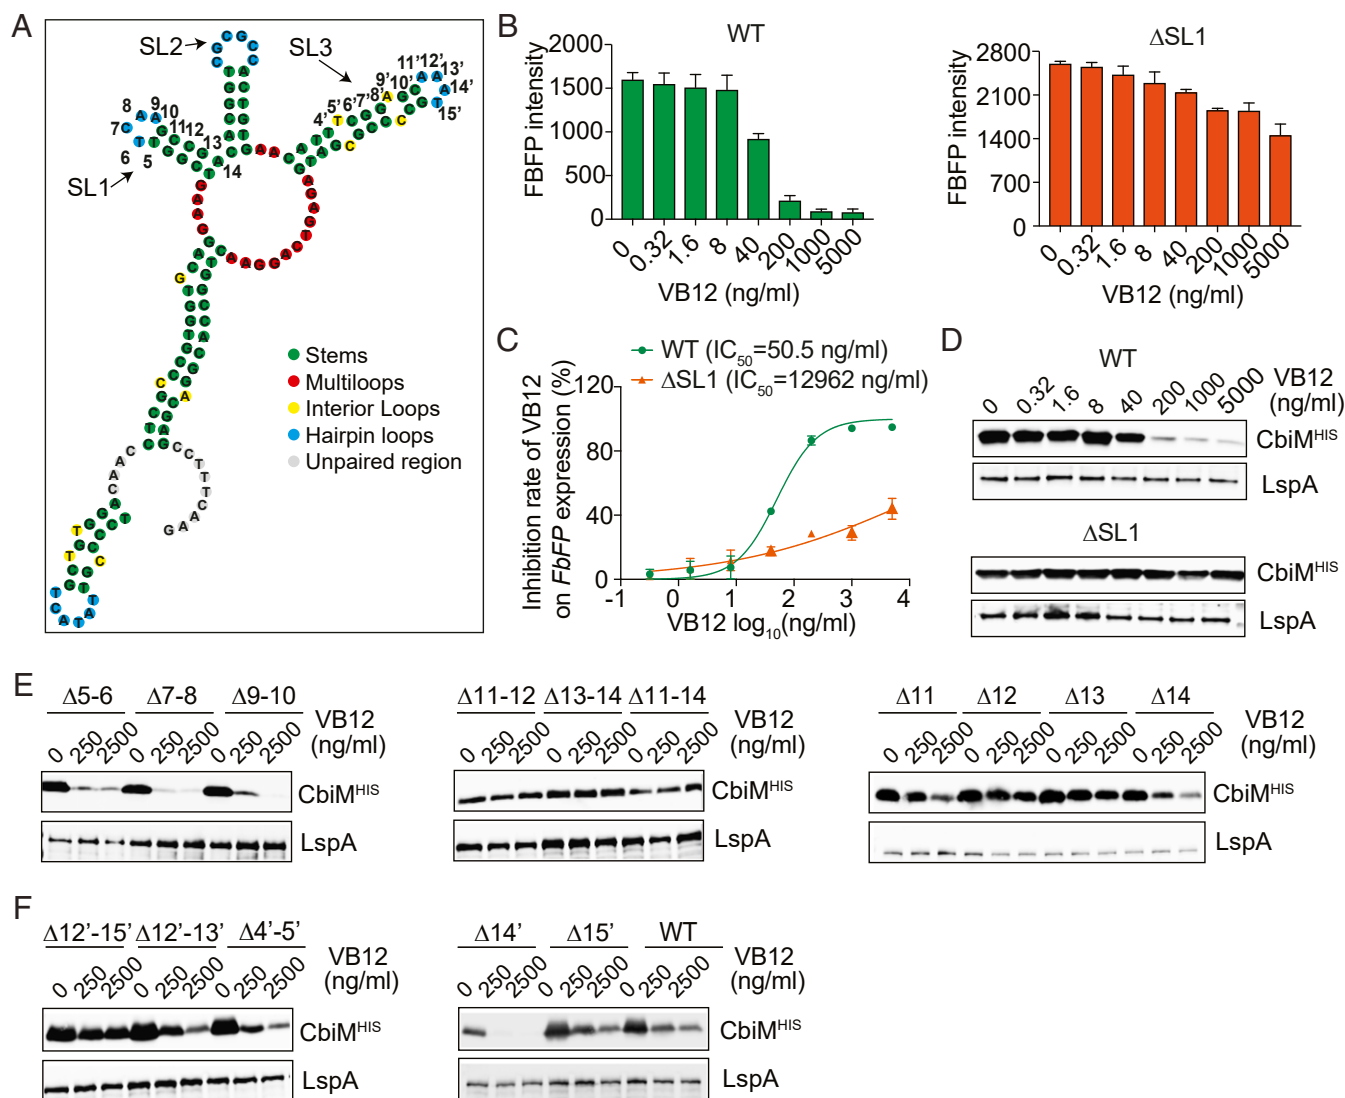 A
SL2
SL3
SL1
4' 5' 6' 7' 8' 9' 10' 11' 12' 13' 14' 15'
5 6 7 8 9 10 11 12 13 14
Stems
Multiloops
Interior Loops
Hairpin loops
Unpaired region
B
WT
FBFP intensity
2000
1500
1000
500
0
0 0.32 1.6 8 40 200 1000 5000
VB12 (ng/ml)
ΔSL1
FBFP intensity
2800
2100
1400
700
0
0 0.32 1.6 8 40 200 1000 5000
VB12 (ng/ml)
C
WT (IC50=50.5 ng/ml)
ΔSL1 (IC50=12962 ng/ml)
Inhibition rate of VB12
on FbFP expression (%)
120
80
40
0
-1 0 1 2 3 4
VB12 log10(ng/ml)
D
WT
0 0.32 1.6 8 40 200 1000 5000
VB12
(ng/ml)
CbiMHIS
LspA
ΔSL1
CbiMHIS
LspA
E
Δ5-6 Δ7-8 Δ9-10
0 250 2500 0 250 2500 0 250 2500
VB12
(ng/ml)
CbiMHIS
LspA
Δ11-12 Δ13-14 Δ11-14
0 250 2500 0 250 2500 0 250 2500
VB12
(ng/ml)
CbiMHIS
LspA
Δ11 Δ12 Δ13 Δ14
0 250 2500 0 250 2500 0 250 2500 0 250 2500
VB12
(ng/ml)
CbiMHIS
LspA
F
Δ12'-15' Δ12'-13' Δ4'-5'
0 250 2500 0 250 2500 0 250 2500
VB12
(ng/ml)
CbiMHIS
LspA
Δ14' Δ15' WT
0 250 2500 0 250 2500 0 250 2500
VB12
(ng/ml)
CbiMHIS
LspA